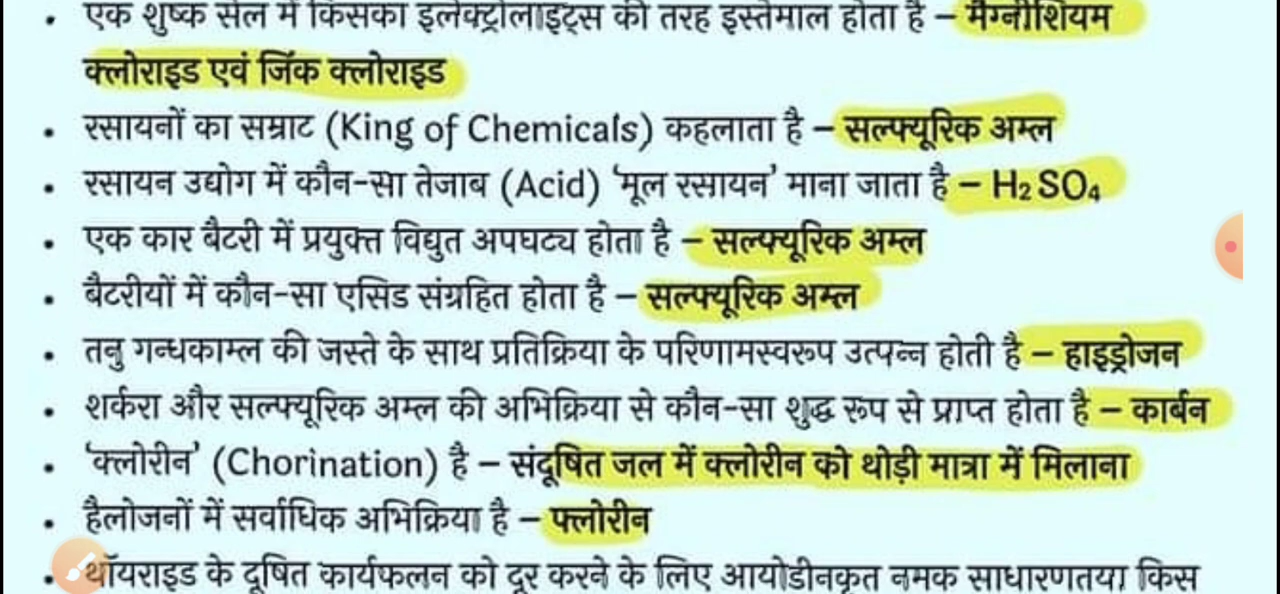 • एक शुष्क सेल में किसका इलेक्ट्रोलाइट्स की तरह इस्तेमाल होता है – मैग्नीशियम
क्लोराइड एवं जिंक क्लोराइड
• रसायनों का सम्राट (King of Chemicals) कहलाता है – सल्फ्यूरिक अम्ल
• रसायन उद्योग में कौन-सा तेजाब (Acid) 'मूल रसायन' माना जाता है – H₂SO₄
• एक कार बैटरी में प्रयुक्त विद्युत अपघट्य होता है – सल्फ्यूरिक अम्ल
• बैटरीयों में कौन-सा एसिड संग्रहित होता है – सल्फ्यूरिक अम्ल
• तनु गन्धकाम्ल की जस्ते के साथ प्रतिक्रिया के परिणामस्वरूप उत्पन्न होती है – हाइड्रोजन
• शर्करा और सल्फ्यूरिक अम्ल की अभिक्रिया से कौन-सा शुद्ध रूप से प्राप्त होता है – कार्बन
• 'क्लोरीन' (Chorination) है – संदूषित जल में क्लोरीन को थोड़ी मात्रा में मिलाना
• हैलोजनों में सर्वाधिक अभिक्रिया है – फ्लोरीन
• थॉयराइड के दूषित कार्यफलन को दूर करने के लिए आयोडीनकृत नमक साधारणतया किस